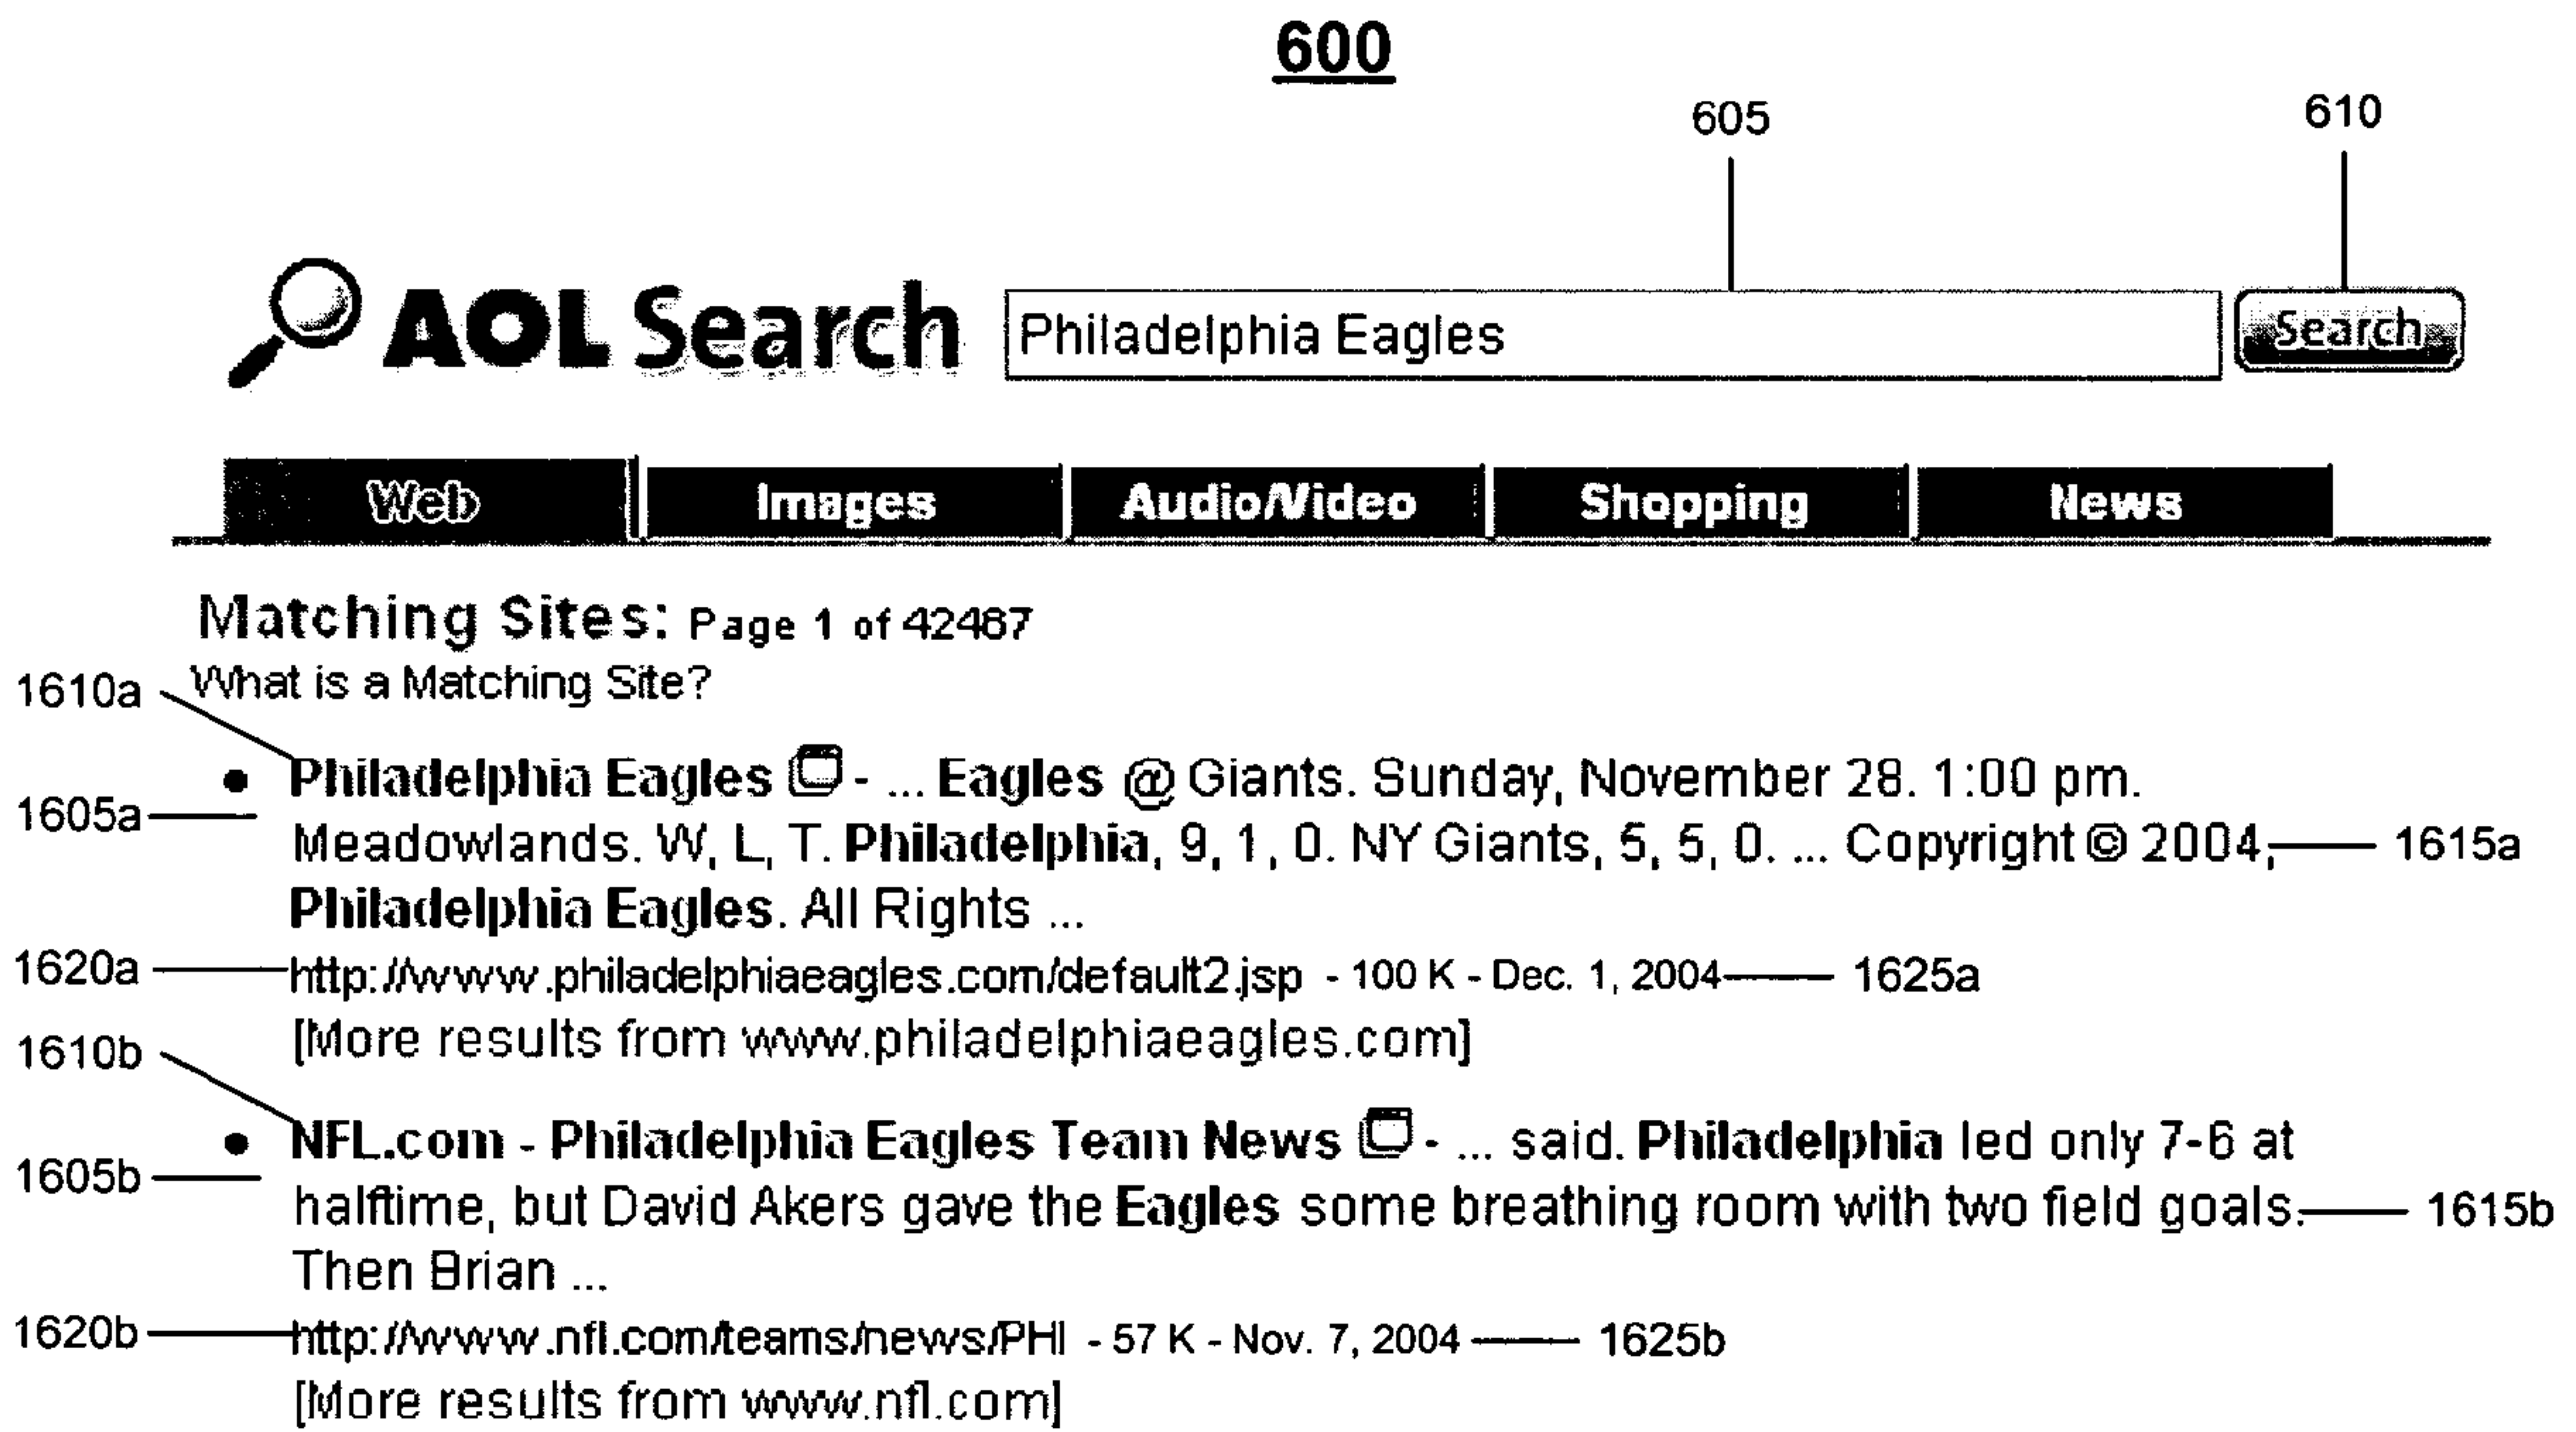 600
605 610
AOL Search Philadelphia Eagles Search
Web Images Audio/Video Shopping News
Matching Sites: Page 1 of 42467
1610a What is a Matching Site?
• Philadelphia Eagles - ... Eagles @ Giants. Sunday, November 28. 1:00 pm.
1605a Meadowlands. W, L, T. Philadelphia, 9, 1, 0. NY Giants, 5, 5, 0. ... Copyright © 2004, 1615a
Philadelphia Eagles. All Rights ...
1620a http://www.philadelphiaeagles.com/default2.jsp - 100 K - Dec. 1, 2004 1625a
[More results from www.philadelphiaeagles.com]
1610b
• NFL.com - Philadelphia Eagles Team News - ... said. Philadelphia led only 7-6 at
1605b halftime, but David Akers gave the Eagles some breathing room with two field goals. 1615b
Then Brian ...
1620b http://www.nfl.com/teams/news/PHI - 57 K - Nov. 7, 2004 1625b
[More results from www.nfl.com]